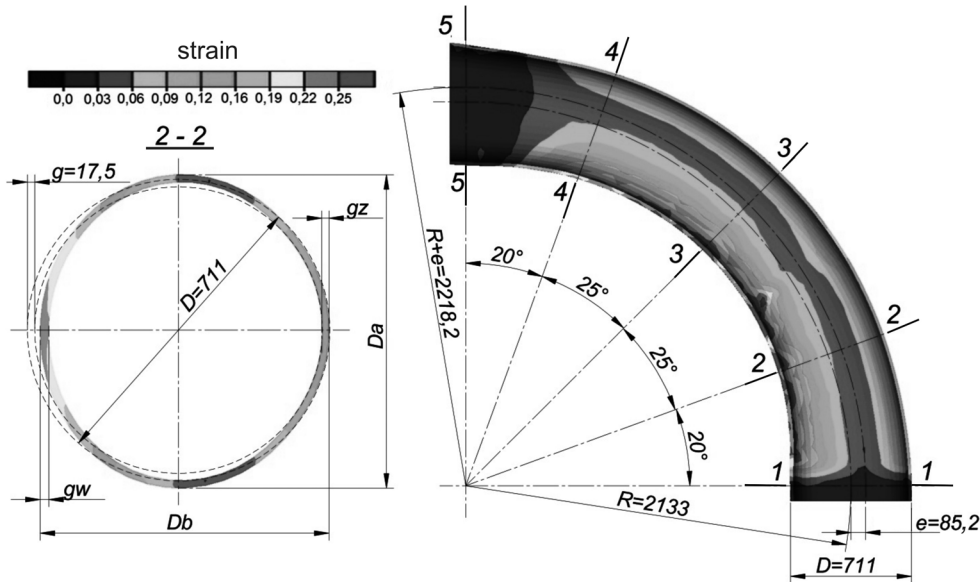 strain
0,0 0,03 0,06 0,09 0,12 0,16 0,19 0,22 0,25
2 - 2
g=17,5
gz
D=711
Da
gw
Db
5
4
3
2
1
5
4
3
2
1
20°
25°
25°
20°
R+e=2218,2
R=2133
e=85,2
D=711